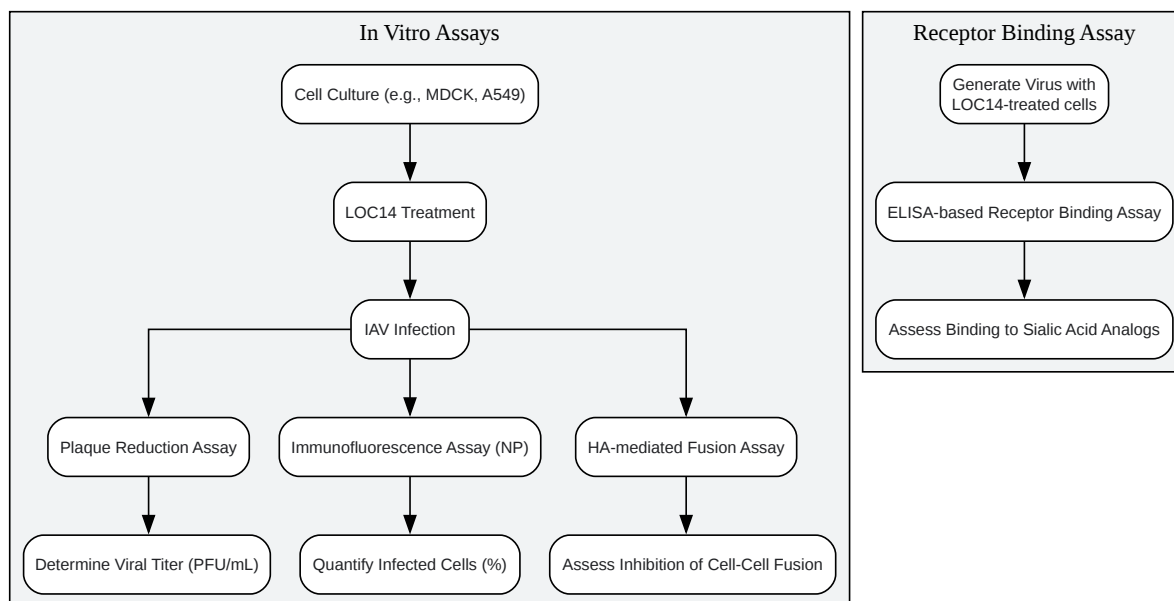 In Vitro Assays
Cell Culture (e.g., MDCK, A549)
LOC14 Treatment
IAV Infection
Plaque Reduction Assay
Immunofluorescence Assay (NP)
HA-mediated Fusion Assay
Determine Viral Titer (PFU/mL)
Quantify Infected Cells (%)
Assess Inhibition of Cell-Cell Fusion
Receptor Binding Assay
Generate Virus with
LOC14-treated cells
ELISA-based Receptor Binding Assay
Assess Binding to Sialic Acid Analogs